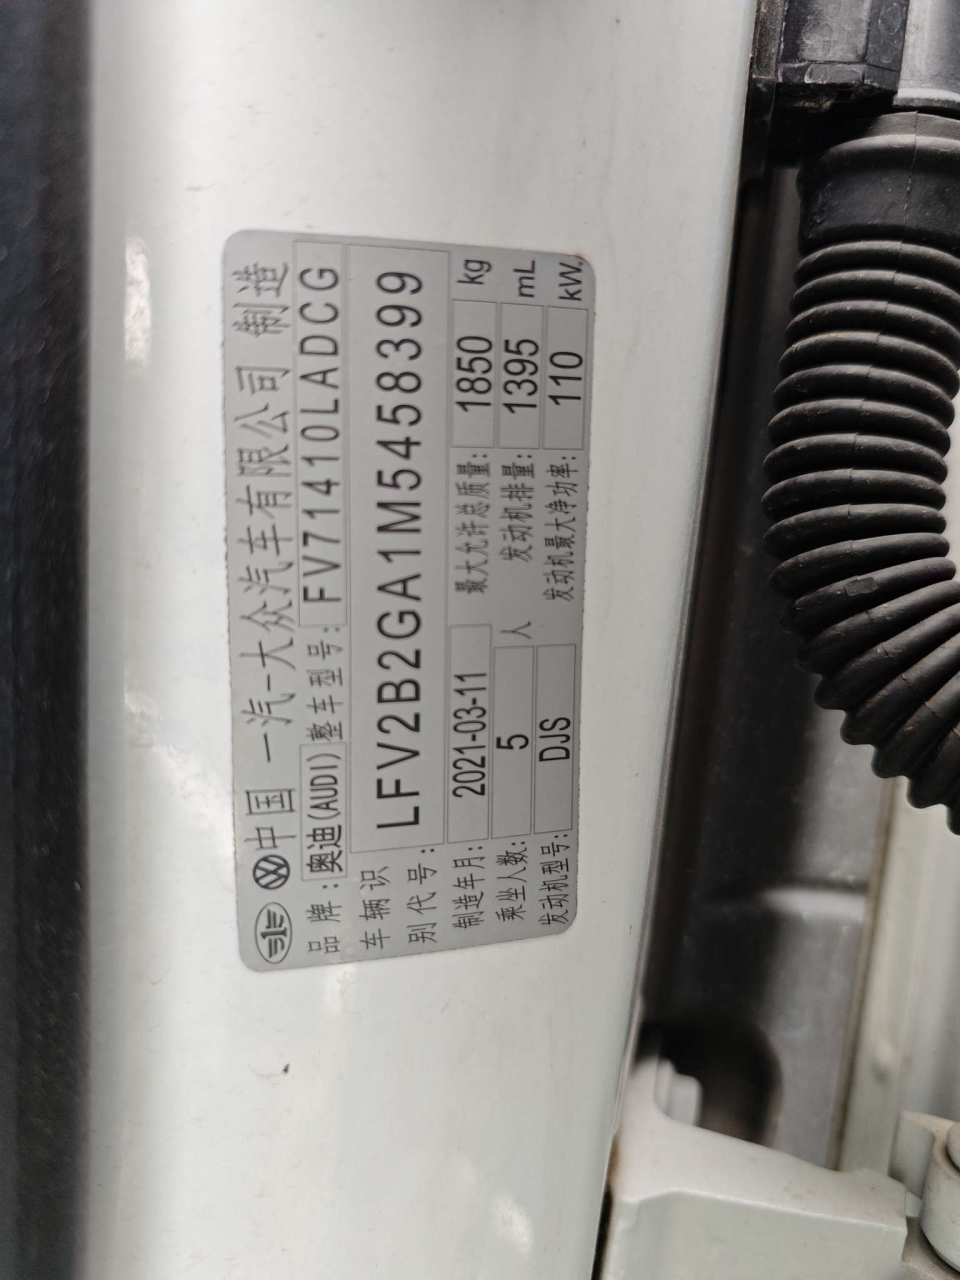 中国 一汽-大众汽车有限公司 制造
品牌: 奥迪(AUDI) 整车型号: FV71410LADCG
车辆识别代号: LFV2B2GA1M5458399
制造年月: 2021-03-11 最大允许总质量: 1850 kg
乘坐人数: 5 人 发动机排量: 1395 mL
发动机型号: DJS 发动机最大净功率: 110 kW